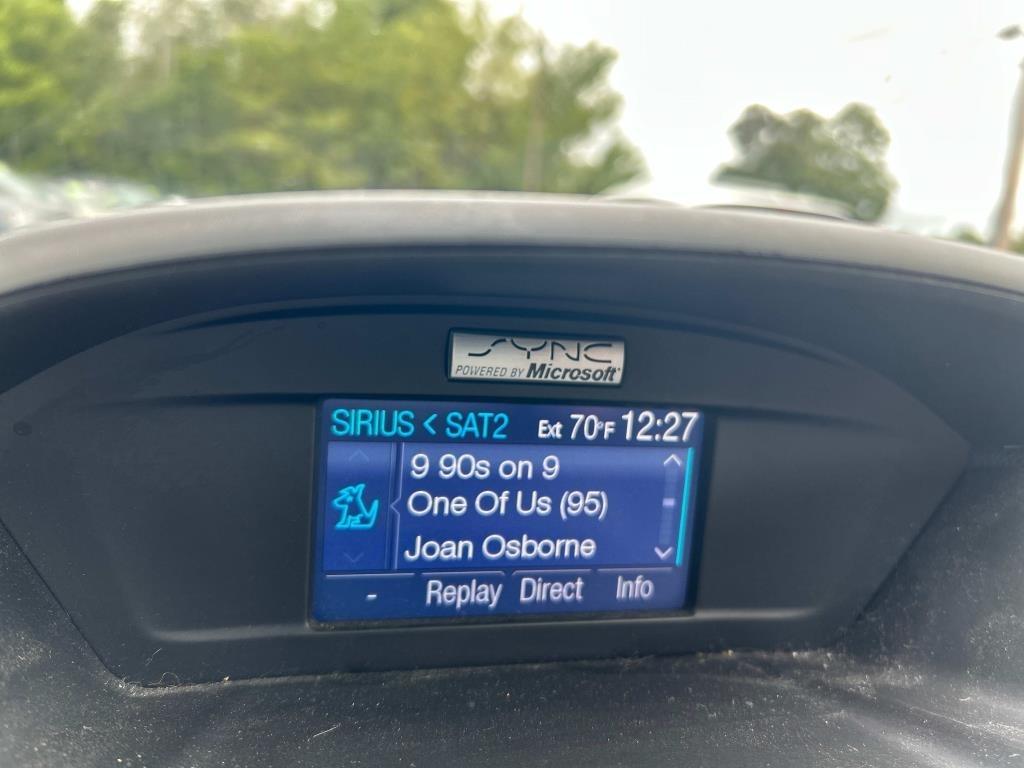 SYNC
POWERED BY Microsoft
SIRIUS < SAT2 Ext 70°F 12:27
9 90s on 9
One Of Us (95)
Joan Osborne
- Replay Direct Info